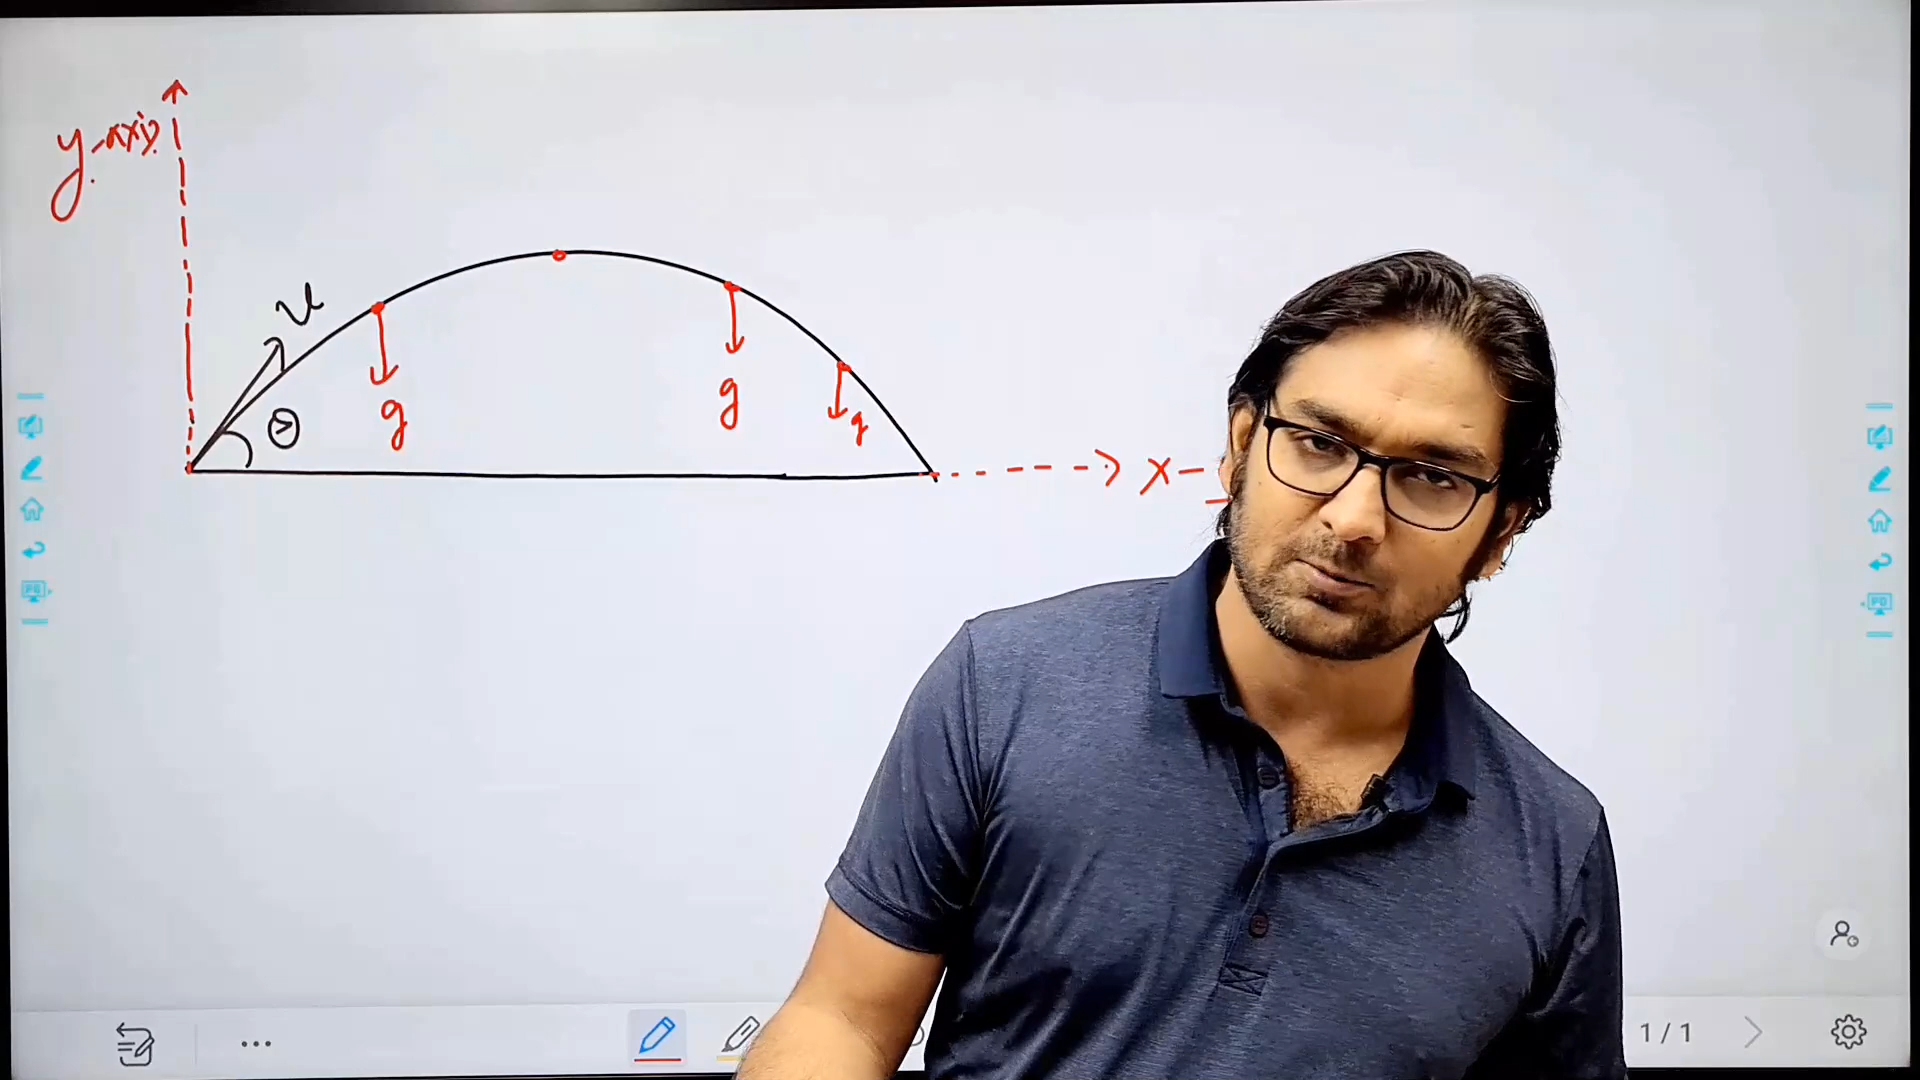 y-axis
u
θ
g
g
g
x-
1/1